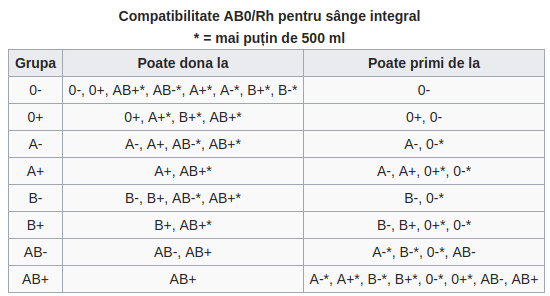 Compatibilitate AB0/Rh pentru sânge integral
* = mai puțin de 500 ml
Grupa Poate dona la Poate primi de la
0- 0-, 0+, AB+*, AB-*, A+*, A-*, B+*, B-* 0-
0+ 0+, A+*, B+*, AB+* 0+, 0-
A- A-, A+, AB-*, AB+* A-, 0-*
A+ A+, AB+* A-, A+, 0+*, 0-*
B- B-, B+, AB-*, AB+* B-, 0-*
B+ B+, AB+* B-, B+, 0+*, 0-*
AB- AB-, AB+ A-*, B-*, 0-*, AB-
AB+ AB+ A-*, A+*, B-*, B+*, 0-*, 0+*, AB-, AB+